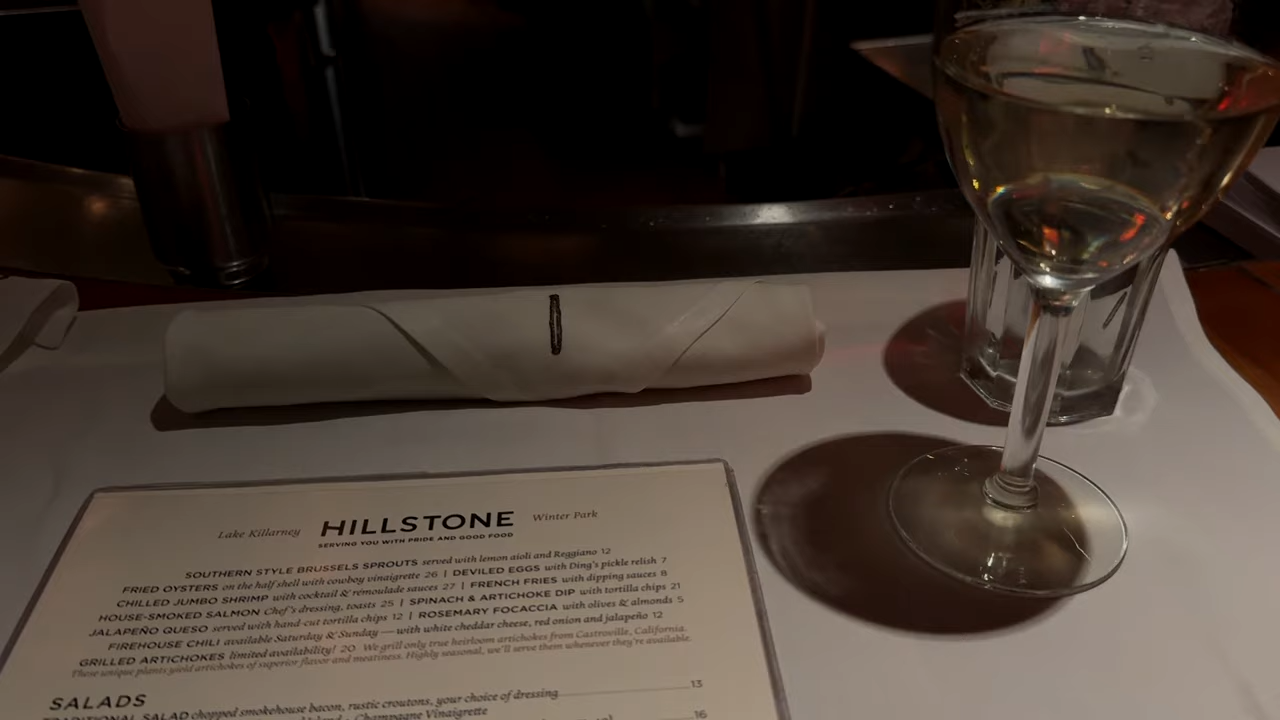 Lake Killarney HILLSTONE Winter Park
SERVING YOU WITH PRIDE AND GOOD FOOD
SOUTHERN STYLE BRUSSELS SPROUTS served with lemon aioli and Reggiano 12
FRIED OYSTERS on the half shell with cowboy vinaigrette 26 | DEVILED EGGS with Ding's pickle relish 7
CHILLED JUMBO SHRIMP with cocktail & rémoulade sauces 27 | FRENCH FRIES with dipping sauces 8
HOUSE-SMOKED SALMON Chef's dressing, toasts 25 | SPINACH & ARTICHOKE DIP with tortilla chips 21
JALAPEÑO QUESO served with hand-cut tortilla chips 12 | ROSEMARY FOCACCIA with olives & almonds 5
FIREHOUSE CHILI available Saturday & Sunday — with white cheddar cheese, red onion and jalapeño 12
GRILLED ARTICHOKES limited availability! 20 We grill only true heirloom artichokes from Castroville, California.
These unique plants yield artichokes of superior flavor and meatiness. Highly seasonal, we'll serve them whenever they're available.
SALADS
TRADITIONAL SALAD chopped smokehouse bacon, rustic croutons, your choice of dressing 13
Champagne Vinaigrette
16